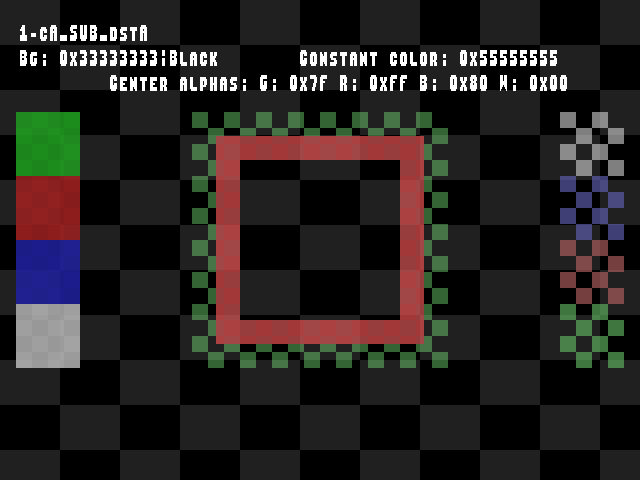 1-cA_SUB_dstA
Bg: 0x33333333¦Black Constant color: 0x55555555
Center alphas: G: 0x7F R: 0xFF B: 0x80 W: 0x00